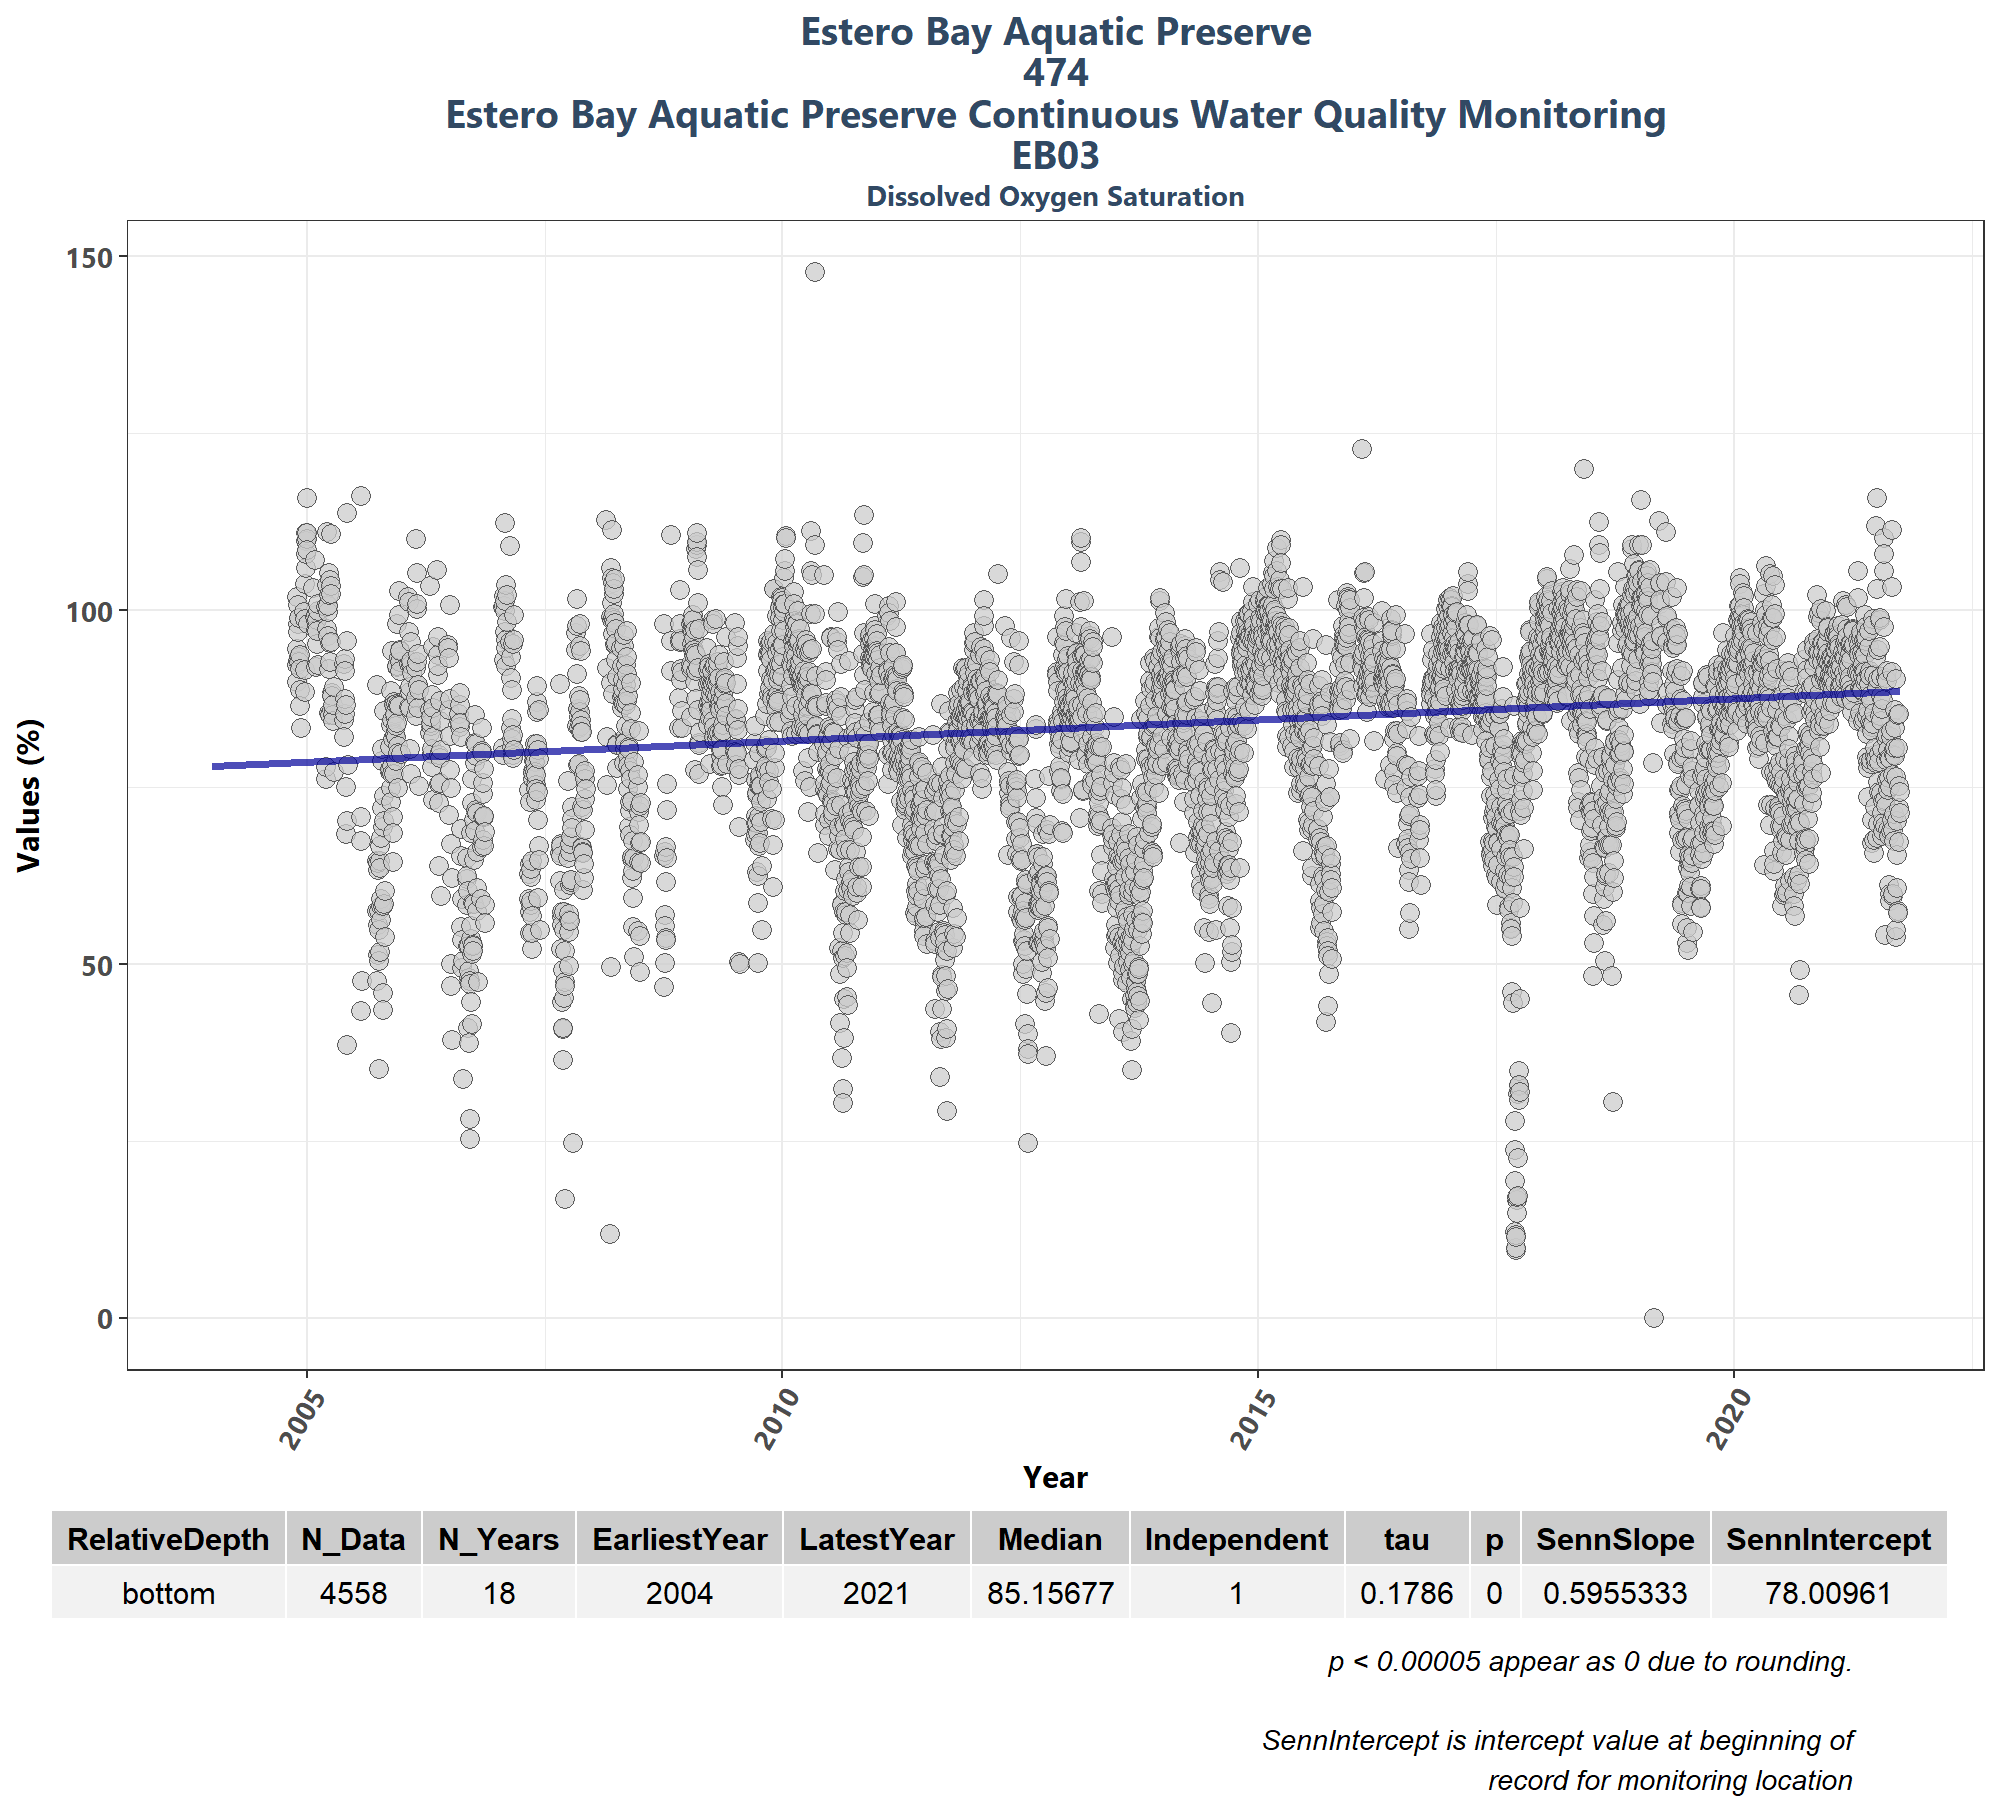 Estero Bay Aquatic Preserve
474
Estero Bay Aquatic Preserve Continuous Water Quality Monitoring
EB03
Dissolved Oxygen Saturation
Values (%)
150
100
50
0
2005 2010 2015 2020
Year
RelativeDepth N_Data N_Years EarliestYear LatestYear Median Independent tau p SennSlope SennIntercept
bottom 4558 18 2004 2021 85.15677 1 0.1786 0 0.5955333 78.00961
p < 0.00005 appear as 0 due to rounding.
SennIntercept is intercept value at beginning of
record for monitoring location